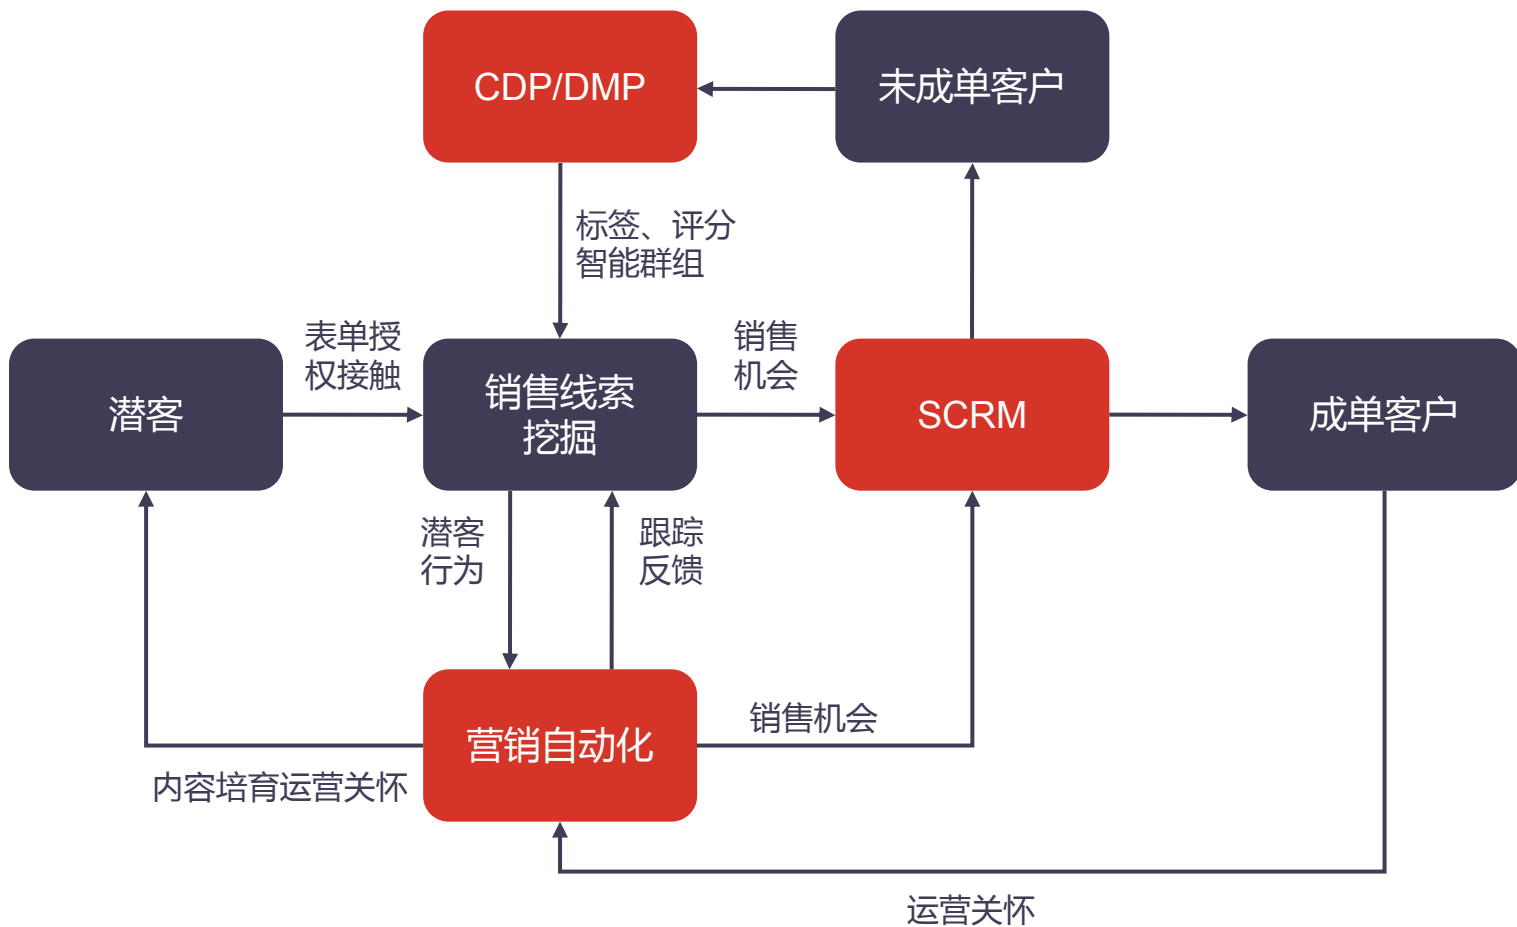 CDP/DMP
未成单客户
标签、评分
智能群组
表单授
权接触
销售
机会
潜客
销售线索
挖掘
SCRM
成单客户
潜客
行为
跟踪
反馈
营销自动化
销售机会
内容培育运营关怀
运营关怀